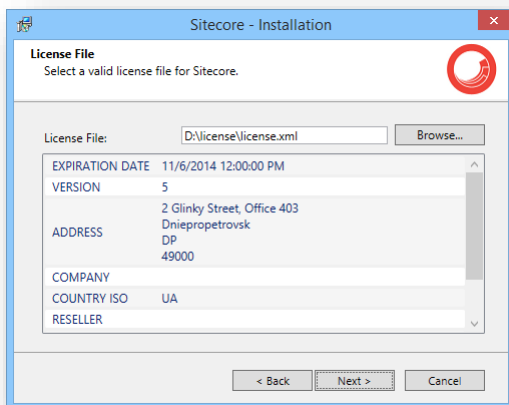 Sitecore - Installation
License File
Select a valid license file for Sitecore.
License File: D:\license\license.xml Browse...
EXPIRATION DATE 11/6/2014 12:00:00 PM
VERSION 5
ADDRESS 2 Glinky Street, Office 403
Dniepropetrovsk
DP
49000
COMPANY
COUNTRY ISO UA
RESELLER
< Back Next > Cancel